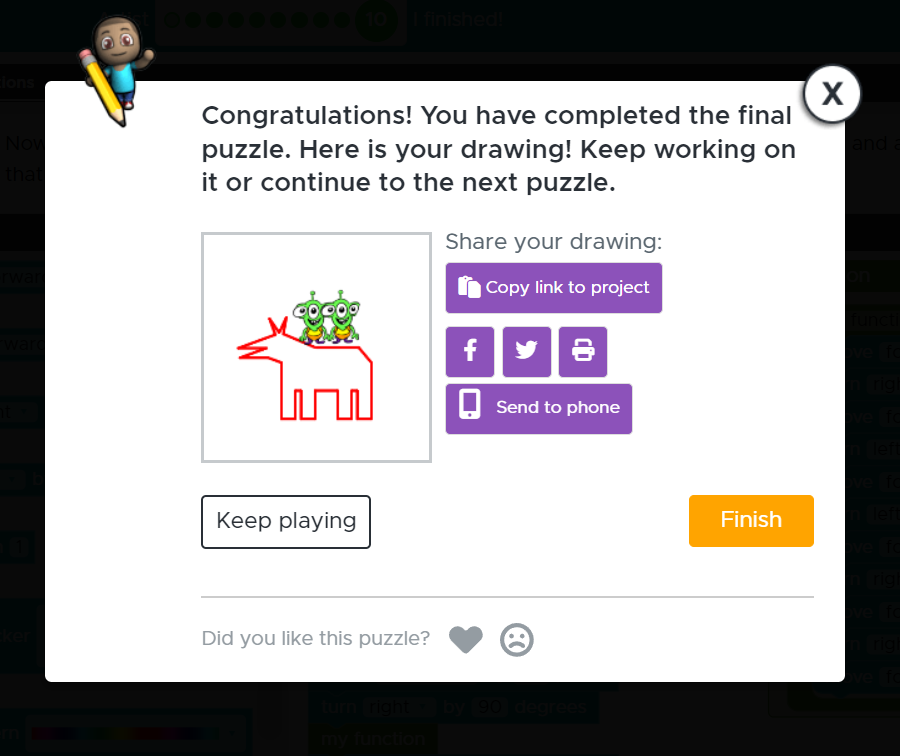 10 I finished!
X
Congratulations! You have completed the final
puzzle. Here is your drawing! Keep working on
it or continue to the next puzzle.
Share your drawing:
Copy link to project
Send to phone
Keep playing
Finish
Did you like this puzzle?
turn right by 90 degrees
my function